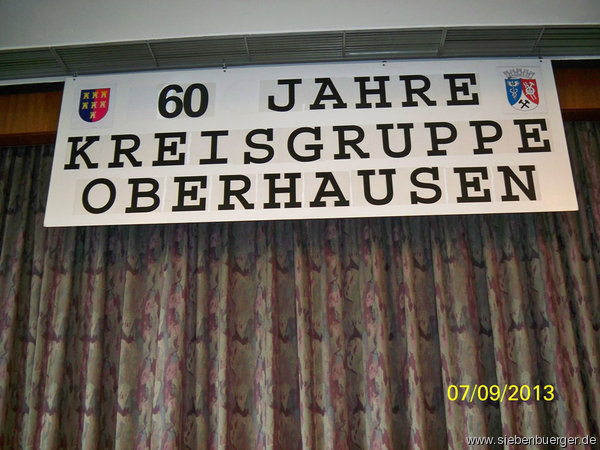 60 JAHRE
KREISGRUPPE
OBERHAUSEN
07/09/2013
www.siebenbuerger.de